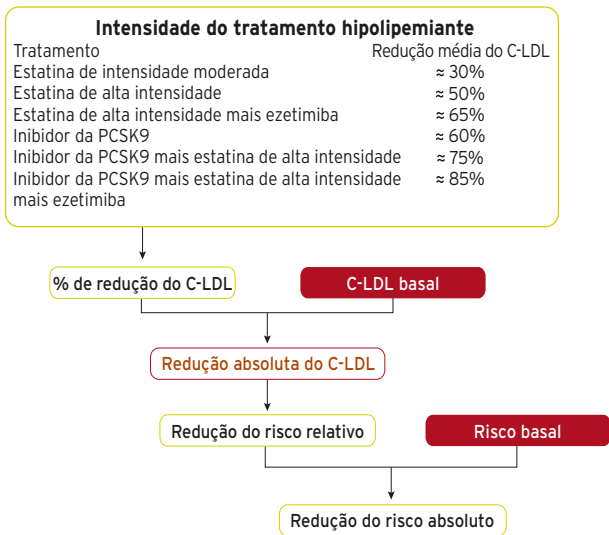 Intensidade do tratamento hipolipemiante
Tratamento Redução média do C-LDL
Estatina de intensidade moderada ≈ 30%
Estatina de alta intensidade ≈ 50%
Estatina de alta intensidade mais ezetimiba ≈ 65%
Inibidor da PCSK9 ≈ 60%
Inibidor da PCSK9 mais estatina de alta intensidade ≈ 75%
Inibidor da PCSK9 mais estatina de alta intensidade ≈ 85%
mais ezetimiba
% de redução do C-LDL C-LDL basal
Redução absoluta do C-LDL
Redução do risco relativo Risco basal
Redução do risco absoluto